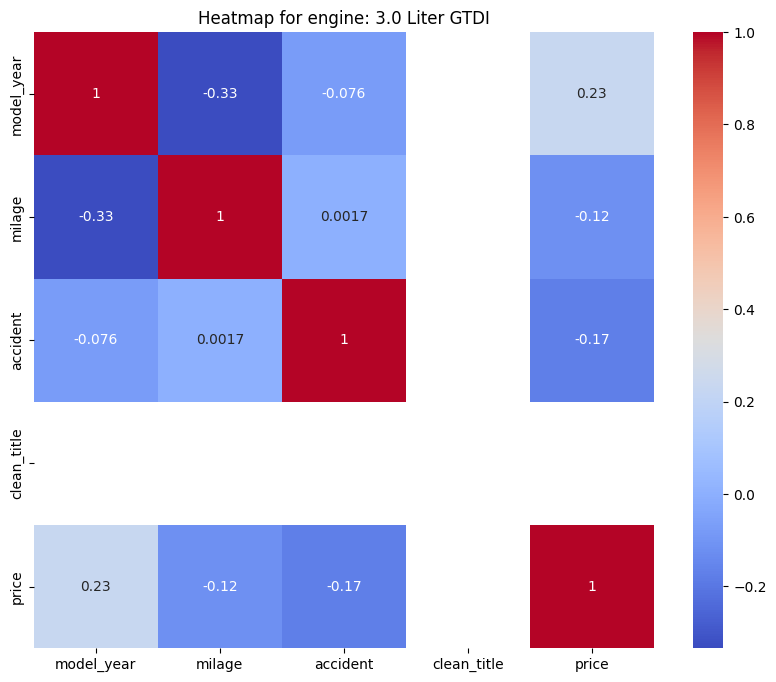 Heatmap for engine: 3.0 Liter GTDI
model_year 1 -0.33 -0.076 0.23
milage -0.33 1 0.0017 -0.12
accident -0.076 0.0017 1 -0.17
clean_title
price 0.23 -0.12 -0.17 1
model_year milage accident clean_title price
1.0
0.8
0.6
0.4
0.2
0.0
−0.2